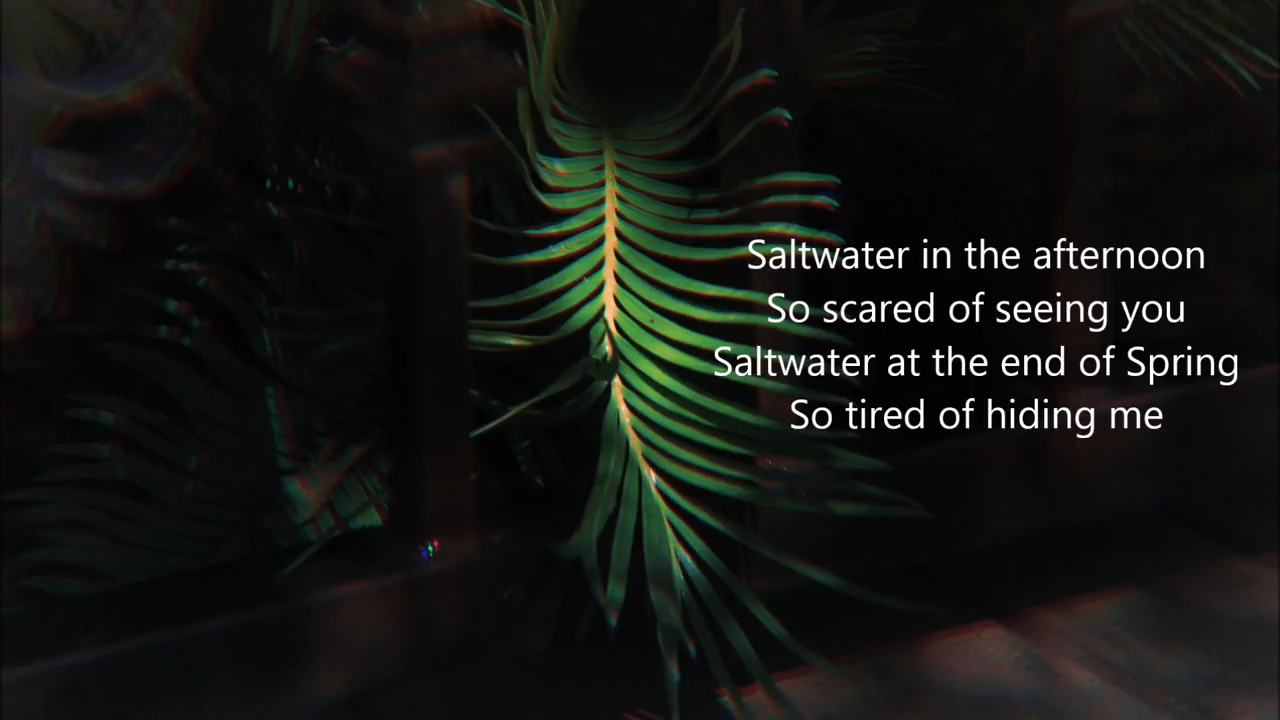 Saltwater in the afternoon
So scared of seeing you
Saltwater at the end of Spring
So tired of hiding me